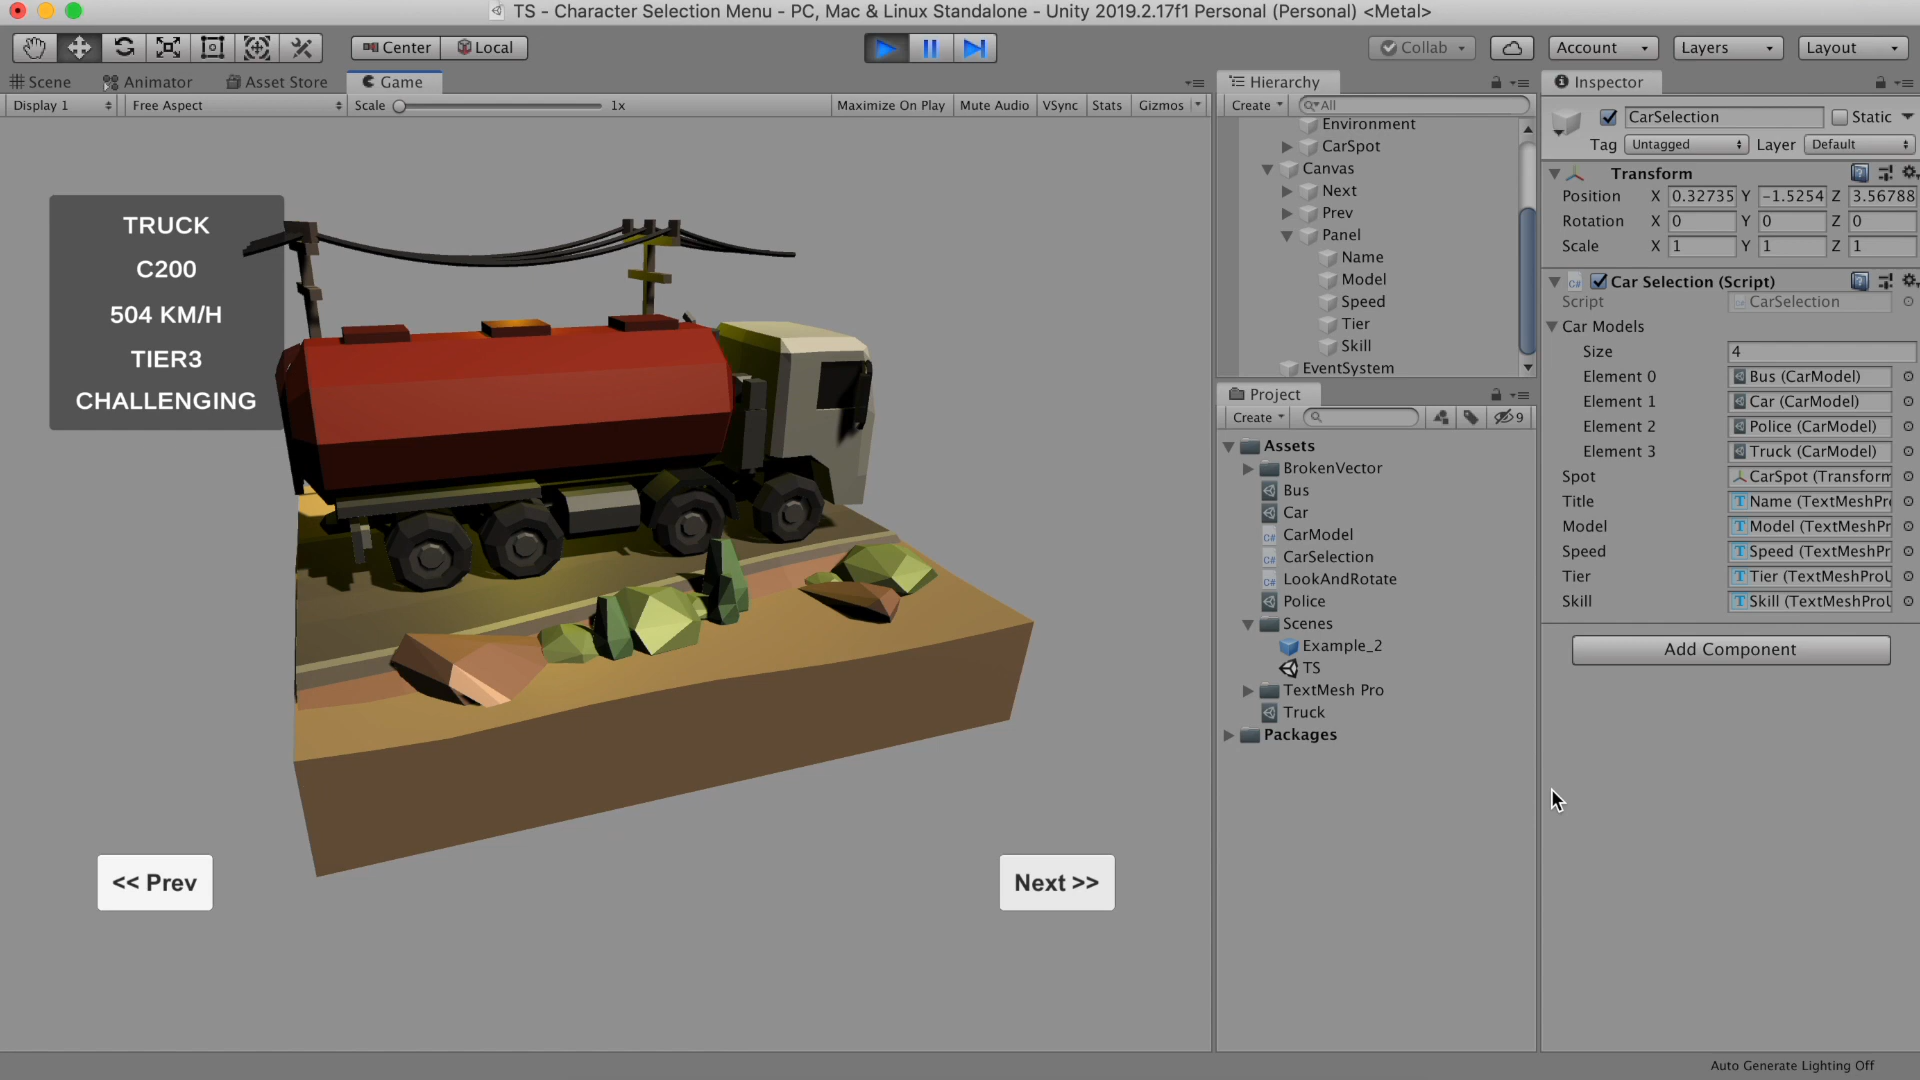 TS - Character Selection Menu - PC, Mac & Linux Standalone - Unity 2019.2.17f1 Personal (Personal) <Metal>
Center
Local
Collab
Account
Layers
Layout
Scene
Animator
Asset Store
Game
Display 1
Free Aspect
Scale
1x
Maximize On Play
Mute Audio
VSync
Stats
Gizmos
TRUCK
C200
504 KM/H
TIER3
CHALLENGING
<< Prev
Next >>
Hierarchy
Create
All
Environment
CarSpot
Canvas
Next
Prev
Panel
Name
Model
Speed
Tier
Skill
EventSystem
Project
Create
9
Assets
BrokenVector
Bus
Car
CarModel
CarSelection
LookAndRotate
Police
Scenes
Example_2
TS
TextMesh Pro
Truck
Packages
Inspector
CarSelection
Static
Tag Untagged Layer Default
Transform
Position X 0.32735 Y -1.5254 Z 3.56788
Rotation X 0 Y 0 Z 0
Scale X 1 Y 1 Z 1
Car Selection (Script)
Script CarSelection
Car Models
Size 4
Element 0 Bus (CarModel)
Element 1 Car (CarModel)
Element 2 Police (CarModel)
Element 3 Truck (CarModel)
Spot CarSpot (Transform
Title Name (TextMeshPr
Model Model (TextMeshPr
Speed Speed (TextMeshPr
Tier Tier (TextMeshProU
Skill Skill (TextMeshProU
Add Component
Auto Generate Lighting Off